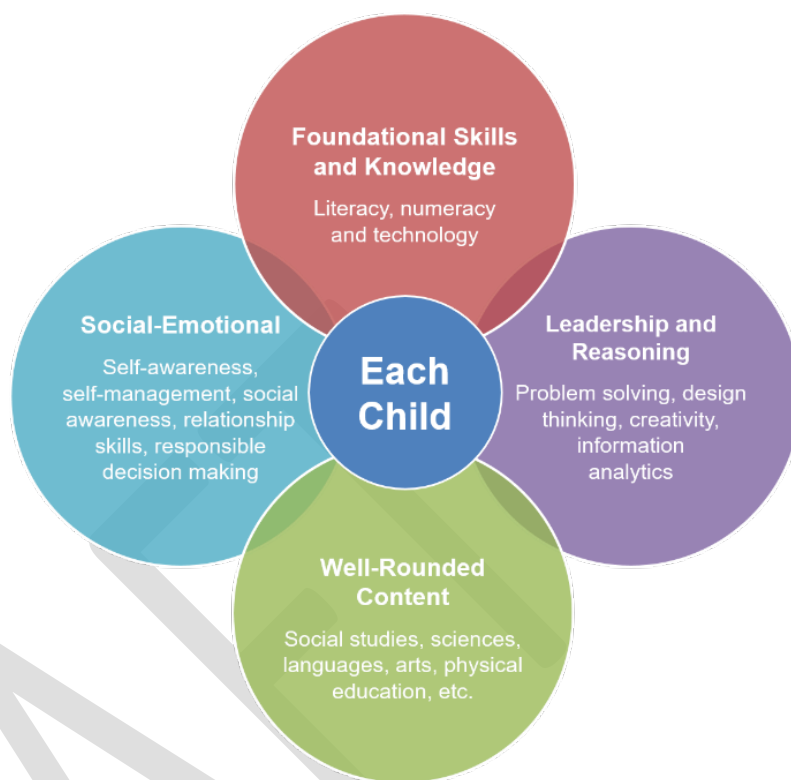 Foundational Skills
and Knowledge
Literacy, numeracy
and technology
Social-Emotional
Self-awareness,
self-management, social
awareness, relationship
skills, responsible
decision making
Each
Child
Leadership and
Reasoning
Problem solving, design
thinking, creativity,
information
analytics
Well-Rounded
Content
Social studies, sciences,
languages, arts, physical
education, etc.